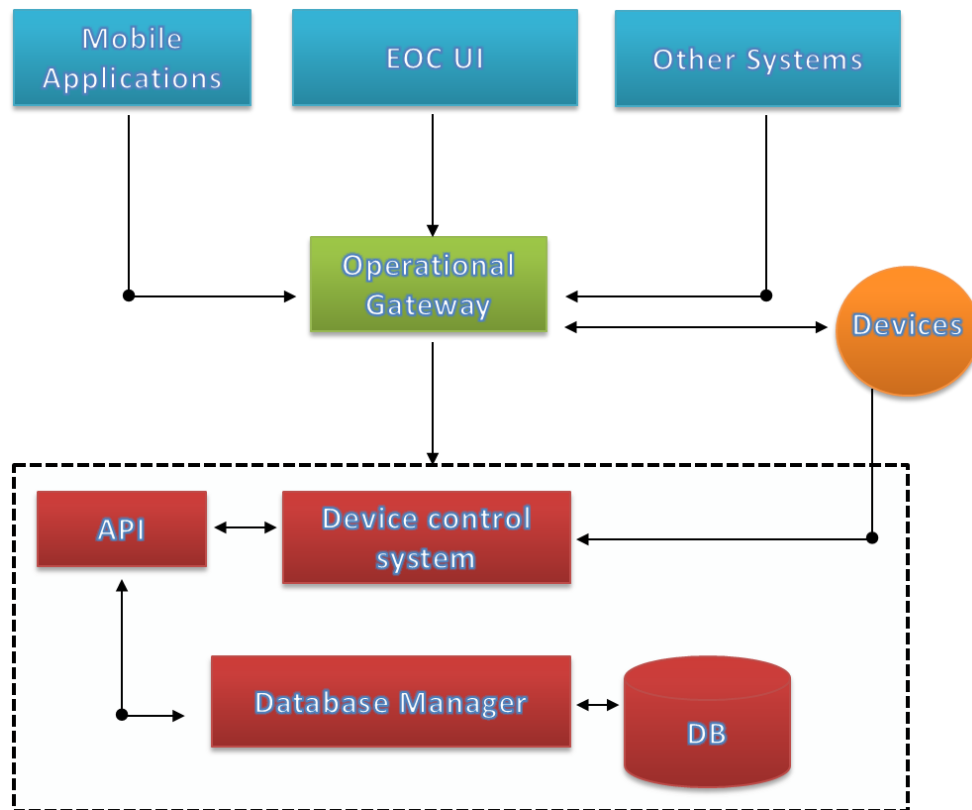 Mobile
Applications
EOC UI
Other Systems
Operational
Gateway
Devices
API
Device control
system
Database Manager
DB